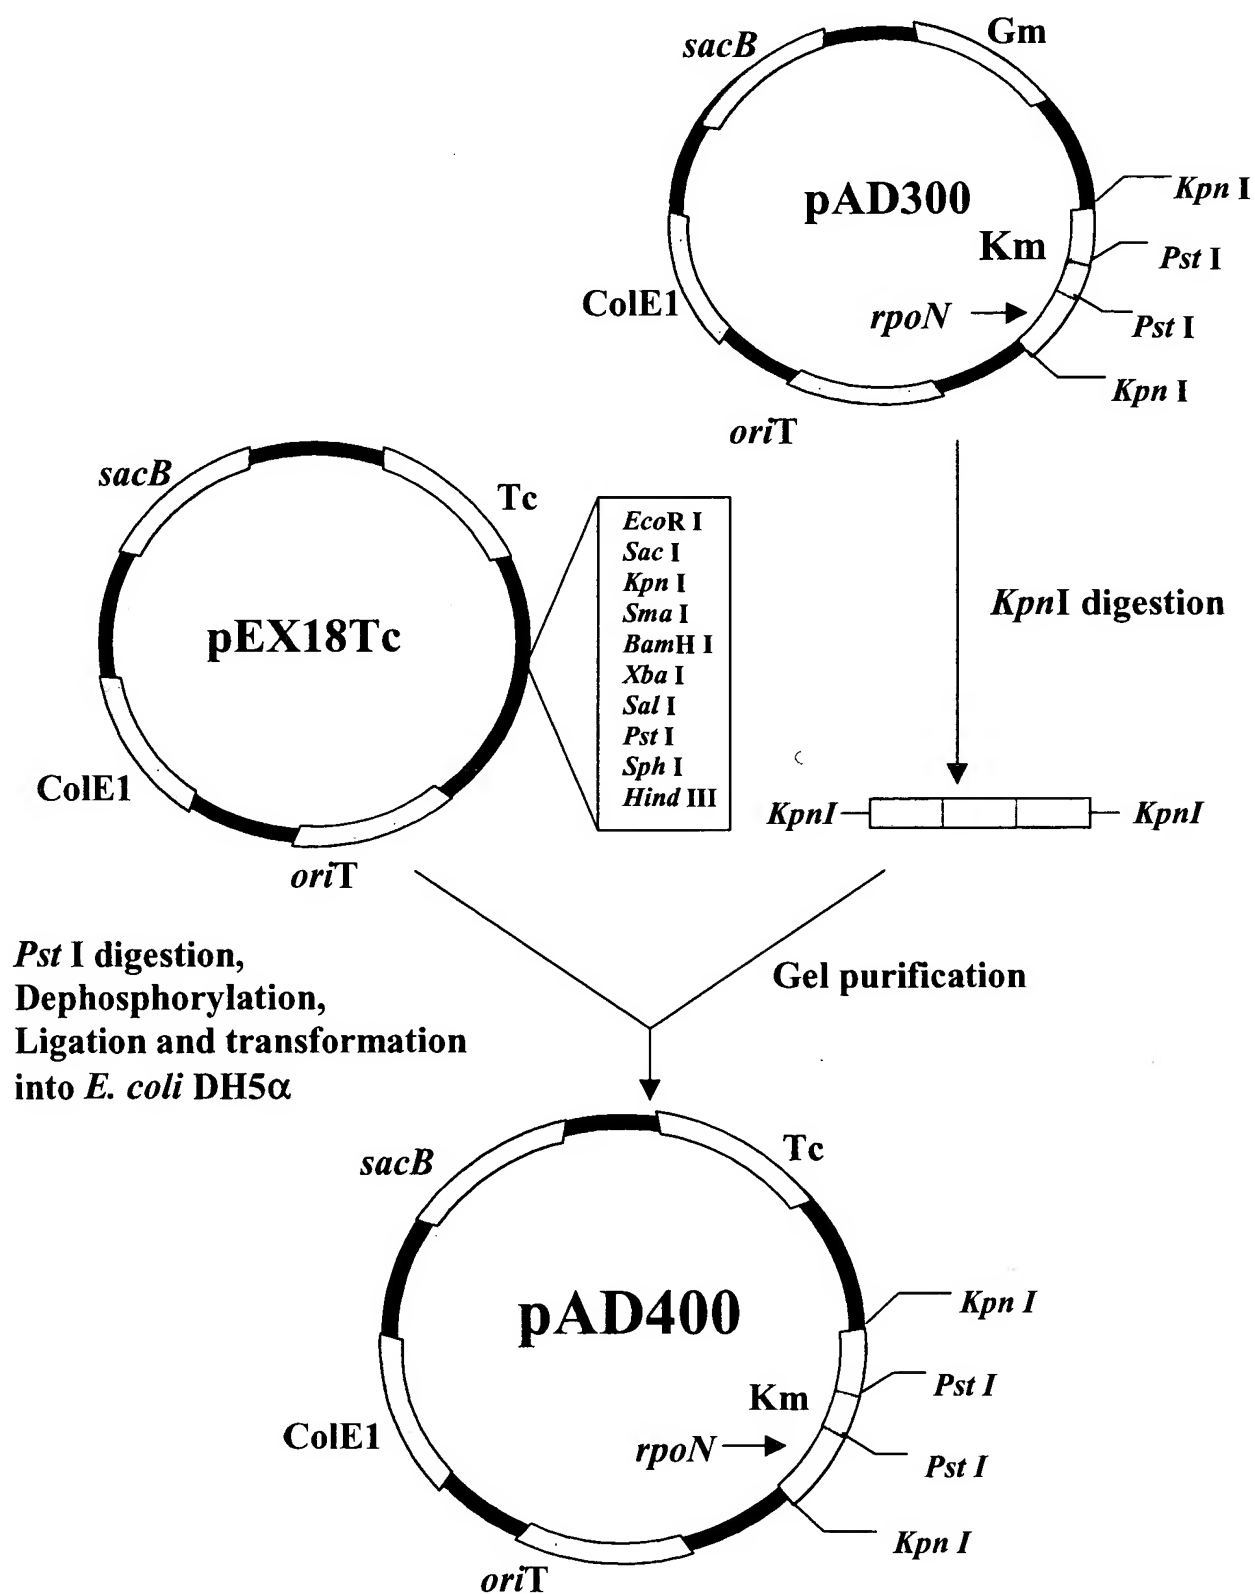 sacB
Gm
pAD300
Kpn I
Km
Pst I
ColE1
rpoN
Pst I
Kpn I
oriT
sacB
Tc
pEX18Tc
EcoR I
Sac I
Kpn I
Sma I
BamH I
Xba I
Sal I
Pst I
Sph I
Hind III
KpnI digestion
ColE1
oriT
KpnI
KpnI
Pst I digestion,
Dephosphorylation,
Ligation and transformation
into E. coli DH5α
Gel purification
sacB
Tc
pAD400
Kpn I
Km
Pst I
ColE1
rpoN
Pst I
Kpn I
oriT